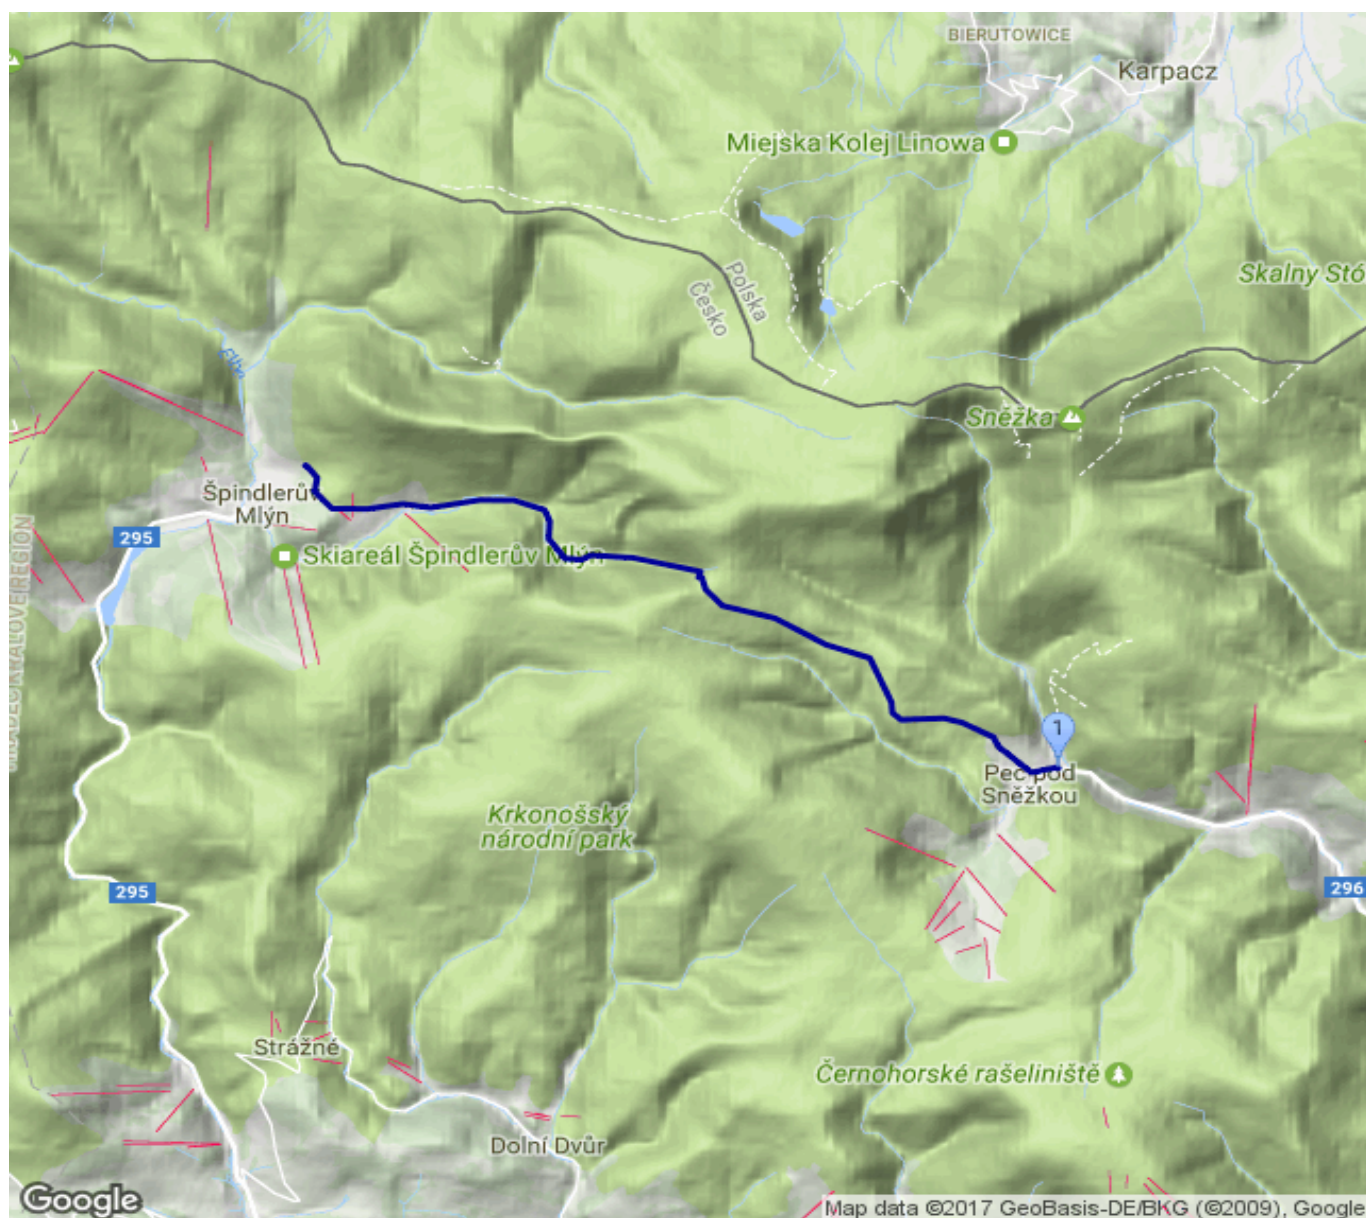 BIERUTOWICE
Karpacz
Miejska Kolej Linowa
Polska
Česko
Skalny Stó
Elbe
Sněžka
Špindlerův
Mlýn
295
Skiareál Špindlerův Mlýn
1
Pec pod
Sněžkou
Krkonošský
národní park
295
296
Strážné
Černohorské rašeliniště
Dolní Dvůr
Google
Map data ©2017 GeoBasis-DE/BKG (©2009), Google